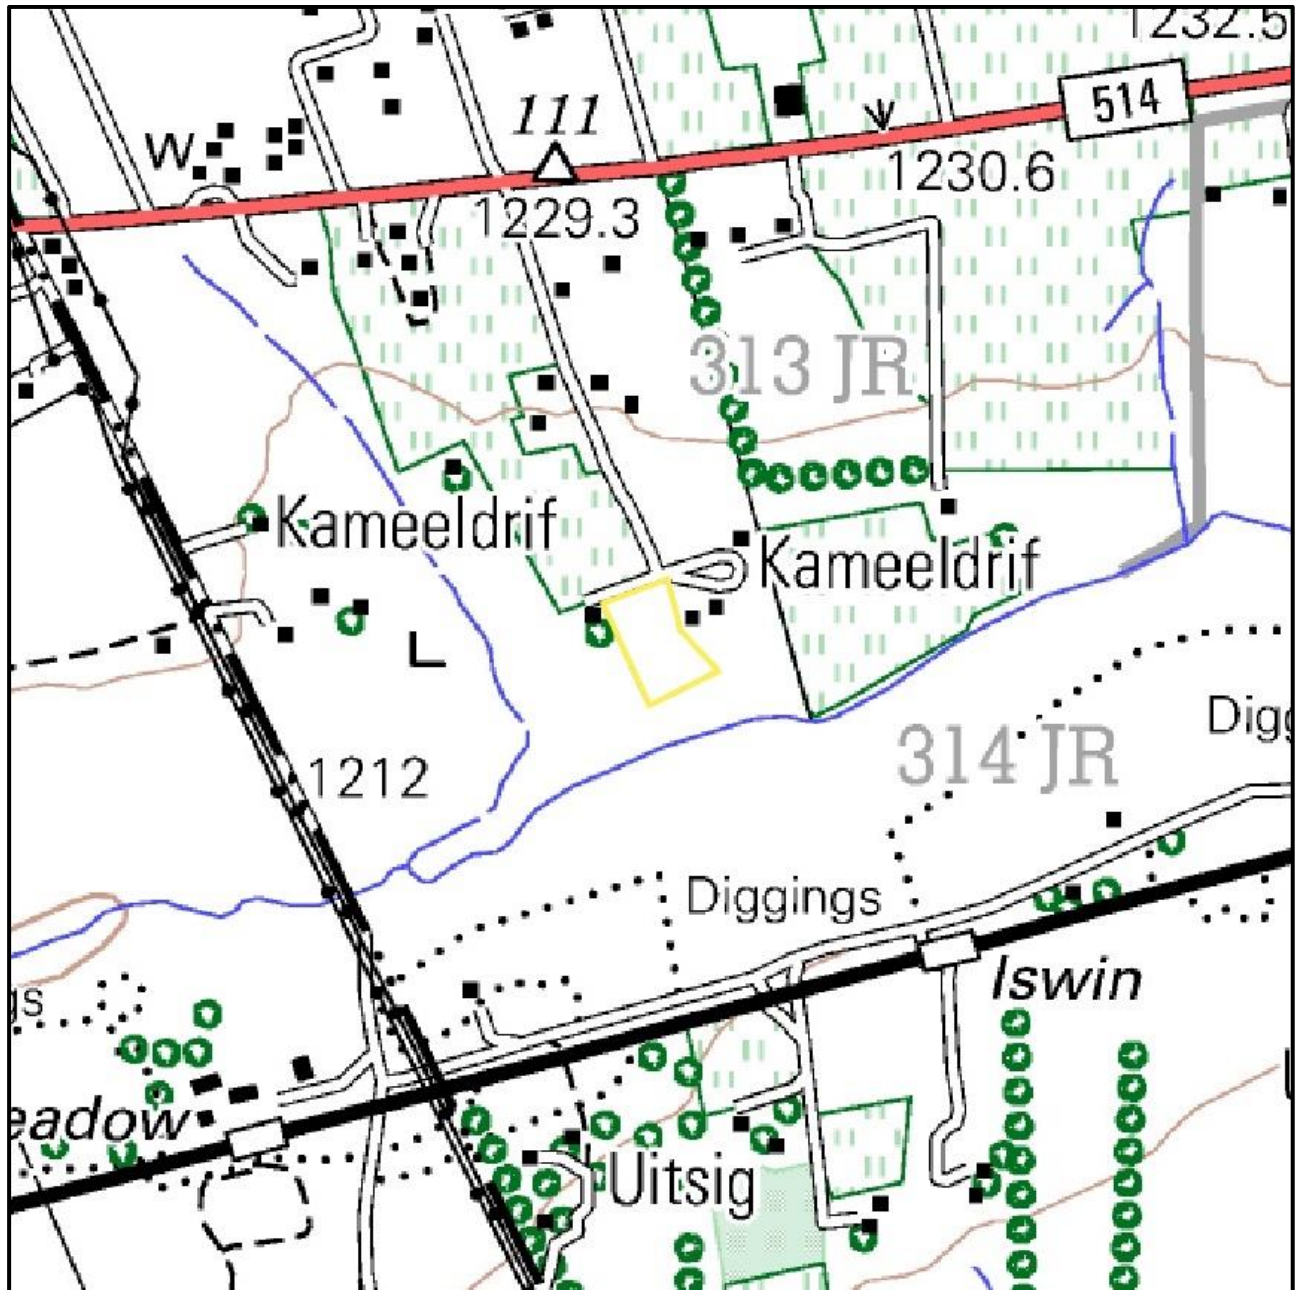 1232.5
514
111
W
1230.6
1229.3
313 JR
Kameeldrif
Kameeldrif
L
314 JR
Digg
1212
Diggings
Iswin
gs
eadow
Uitsig